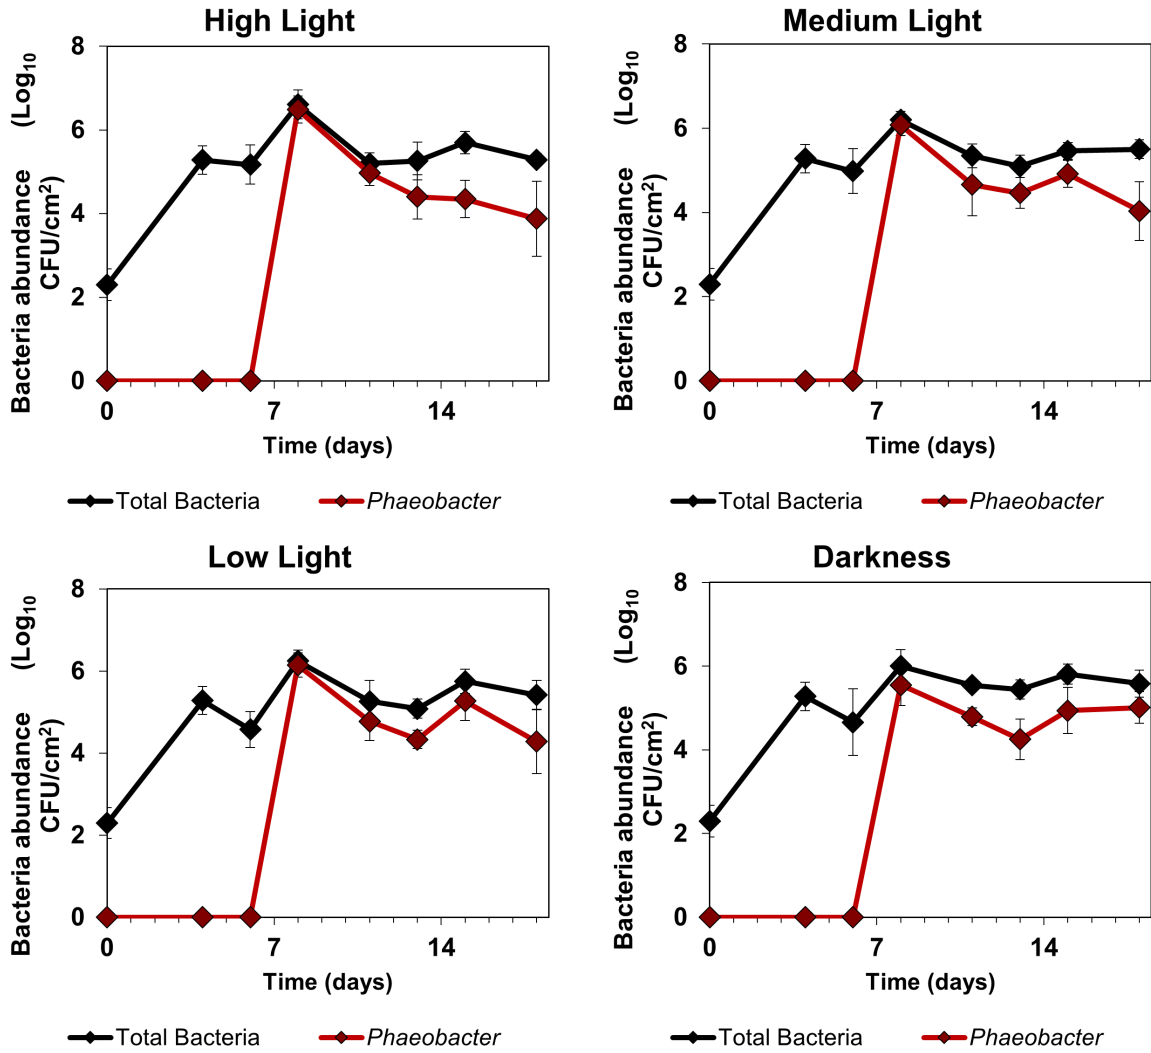 High Light
Bacteria abundance (Log10
CFU/cm2)
8
6
4
2
0
0 7 14
Time (days)
Total Bacteria Phaeobacter
Medium Light
Bacteria abundance (Log10
CFU/cm2)
8
6
4
2
0
0 7 14
Time (days)
Total Bacteria Phaeobacter
Low Light
Bacteria abundance (Log10
CFU/cm2)
8
6
4
2
0
0 7 14
Time (days)
Total Bacteria Phaeobacter
Darkness
Bacteria abundance (Log10
CFU/cm2)
8
6
4
2
0
0 7 14
Time (days)
Total Bacteria Phaeobacter